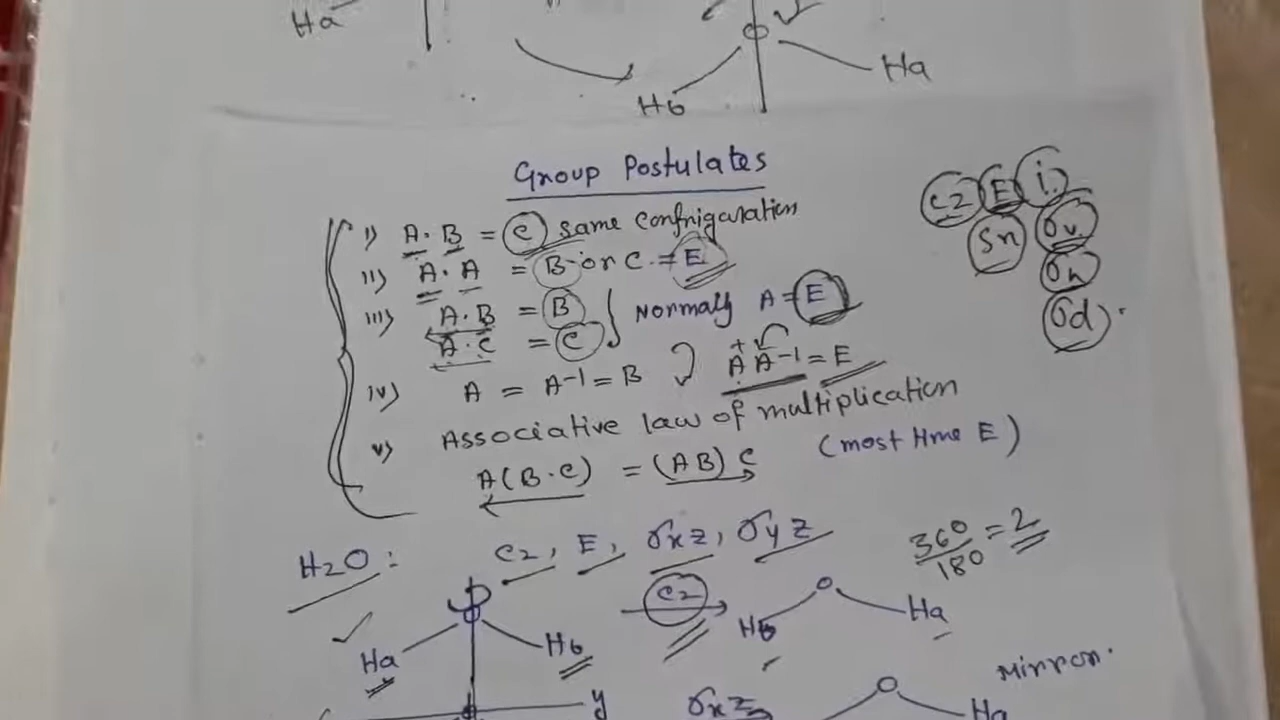 Ha
Hb
Ha
Group Postulates
i) A . B = C same confrigaration
ii) A . A = B or C = E
iii) A . B = B
A . C = C } Normally A = E
iv) A = A⁻¹ = B } A A⁻¹ = E
v) Associative law of multiplication
A(B . C) = (AB) C (most time E)
C2 E i
Sn σv
σh
σd
H2O : C2, E, σxz, σyz
360/180 = 2
Ha Hb
C2
Hb Ha
y
σxz
Ha
Mirror